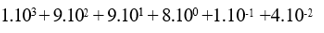 1.10³ + 9.10² + 9.10¹ + 8.10⁰ +1.10⁻¹ +4.10⁻²